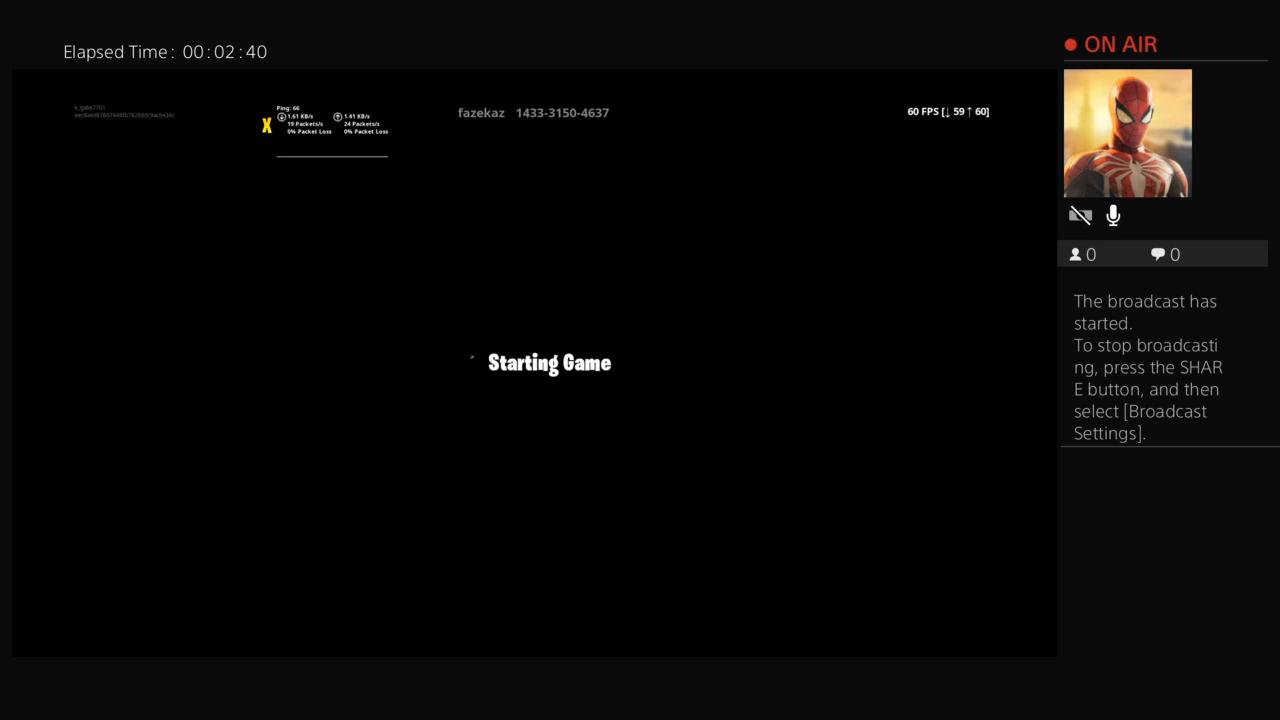 Elapsed Time: 00:02:40
ON AIR
k_gabe7701
Ping: 66
1.61 KB/s 1.41 KB/s
19 Packets/s 24 Packets/s
0% Packet Loss 0% Packet Loss
X
fazekaz 1433-3150-4637
60 FPS [↓ 59 ↑ 60]
0 0
Starting Game
The broadcast has
started.
To stop broadcasti
ng, press the SHAR
E button, and then
select [Broadcast
Settings].